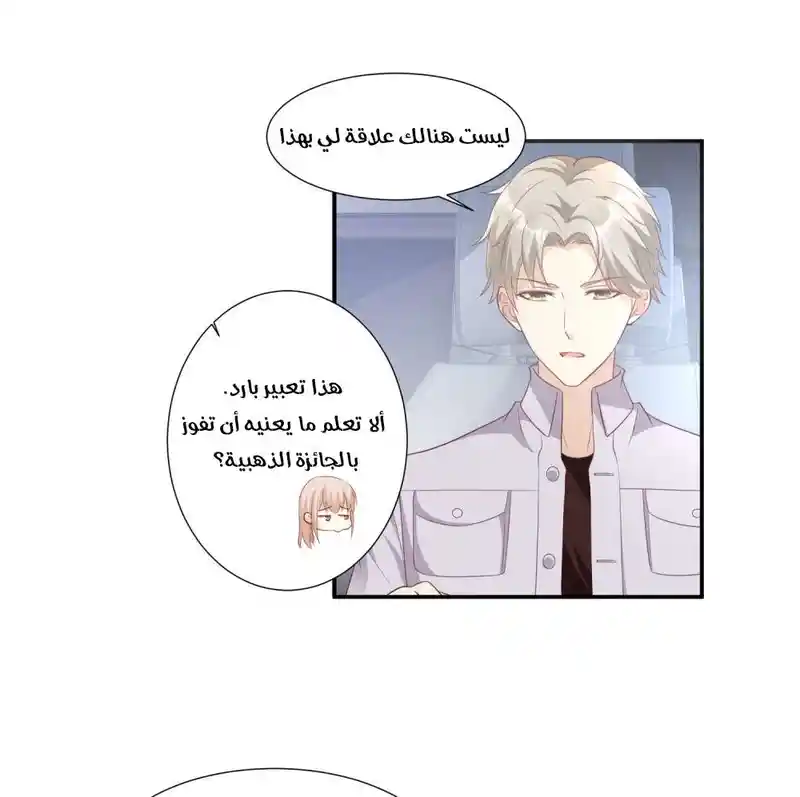 ليست هنالك علاقة لي بهذا
هذا تعبير بارد.
ألا تعلم ما يعنيه أن تفوز
بالجائزة الذهبية؟